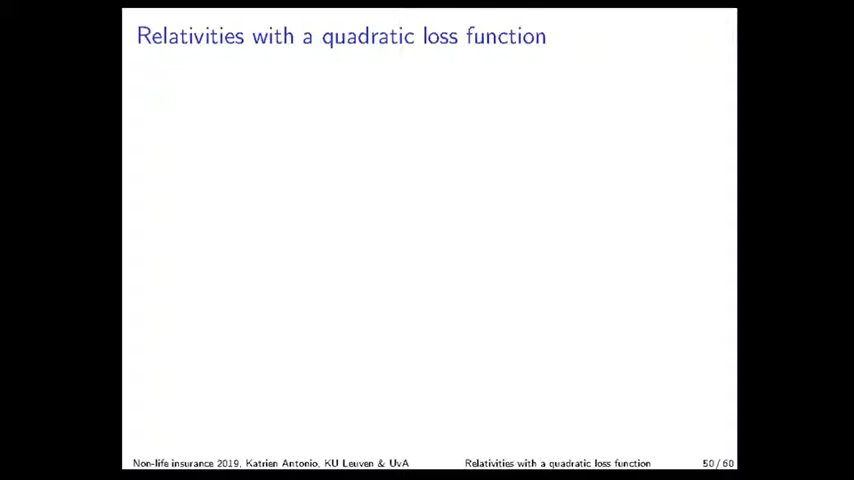 Relativities with a quadratic loss function
Non-life insurance 2019, Katrien Antonio, KU Leuven & UvA Relativities with a quadratic loss function 50 / 60